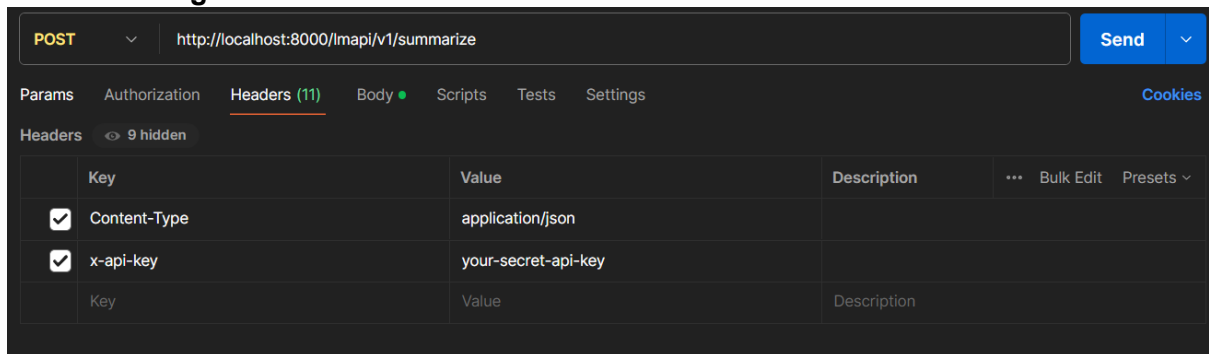 POST http://localhost:8000/lmapi/v1/summarize Send
Params Authorization Headers (11) Body Scripts Tests Settings Cookies
Headers 9 hidden
Key Value Description ••• Bulk Edit Presets
Content-Type application/json
x-api-key your-secret-api-key
Key Value Description